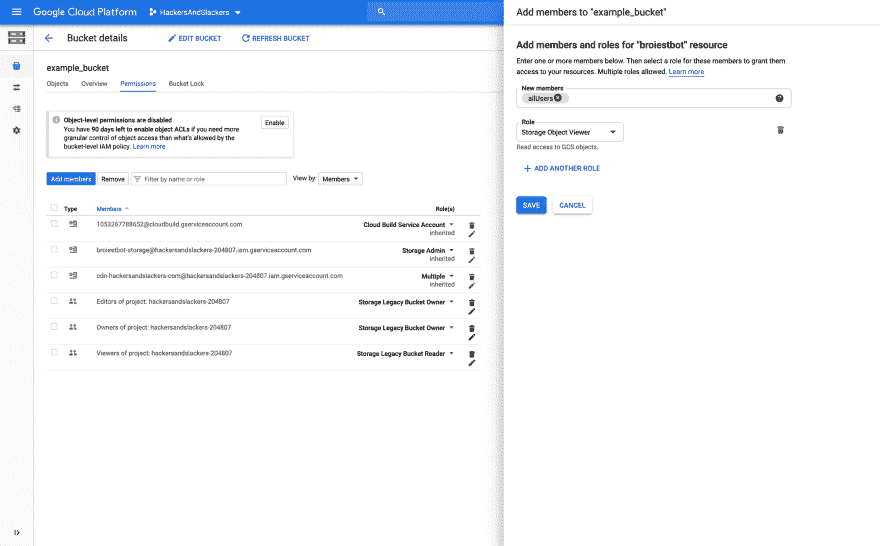 Google Cloud Platform
HackersAndSlackers
Bucket details
EDIT BUCKET
REFRESH BUCKET
example_bucket
Objects
Overview
Permissions
Bucket Lock
Object-level permissions are disabled
You have 90 days left to enable object ACLs if you need more
granular control of object access than what's allowed by the
bucket-level IAM policy. Learn more
Enable
Add members
Remove
Filter by name or role
View by:
Members
Type
Members
Role(s)
1053267788652@cloudbuild.gserviceaccount.com
Cloud Build Service Account
inherited
broiestbot-storage@hackersandslackers-204807.iam.gserviceaccount.com
Storage Admin
inherited
cdn-hackersandslackers-com@hackersandslackers-204807.iam.gserviceaccount.com
Multiple
inherited
Editors of project: hackersandslackers-204807
Storage Legacy Bucket Owner
Owners of project: hackersandslackers-204807
Storage Legacy Bucket Owner
Viewers of project: hackersandslackers-204807
Storage Legacy Bucket Reader
Add members to "example_bucket"
Add members and roles for "broiestbot" resource
Enter one or more members below. Then select a role for these members to grant them
access to your resources. Multiple roles allowed. Learn more
New members
allUsers
Role
Storage Object Viewer
Read access to GCS objects.
ADD ANOTHER ROLE
SAVE
CANCEL